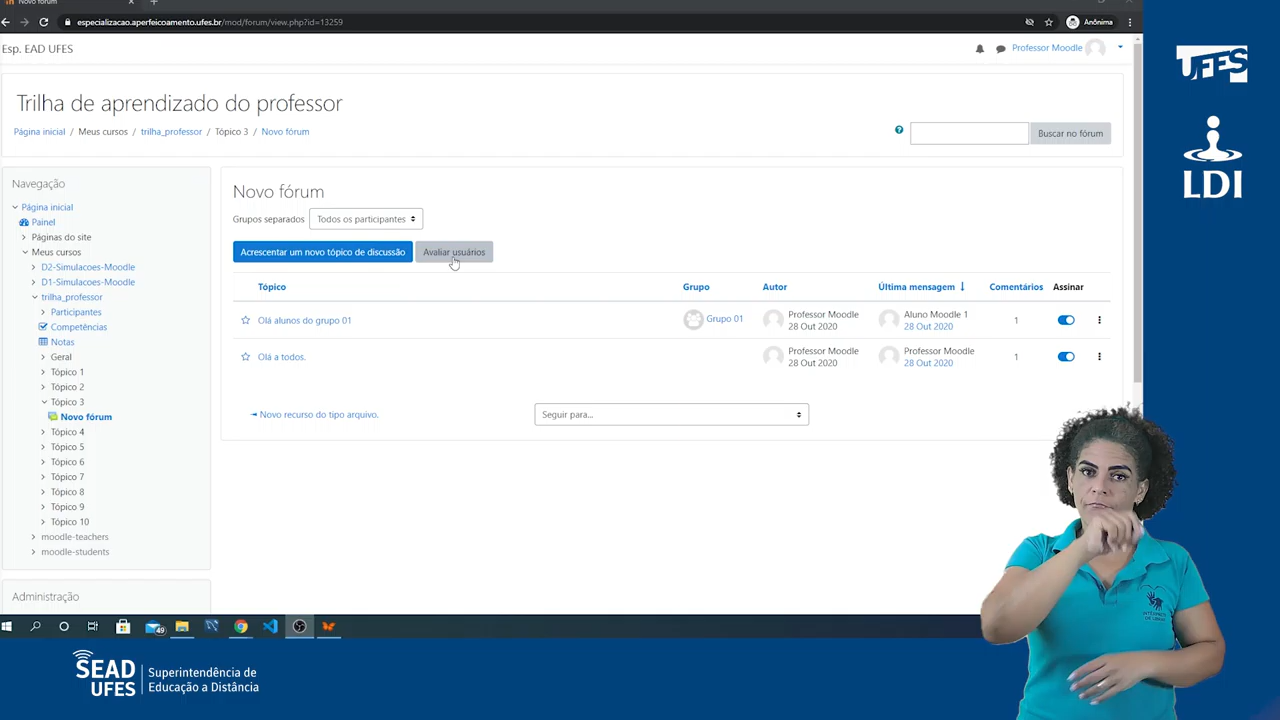 Novo fórum
especializacao.aperfeicoamento.ufes.br/mod/forum/view.php?id=13259
Anônima
Esp. EAD UFES
Professor Moodle
Trilha de aprendizado do professor
Página inicial / Meus cursos / trilha_professor / Tópico 3 / Novo fórum
Buscar no fórum
Navegação
Página inicial
Painel
Páginas do site
Meus cursos
D2-Simulacoes-Moodle
D1-Simulacoes-Moodle
trilha_professor
Participantes
Competências
Notas
Geral
Tópico 1
Tópico 2
Tópico 3
Novo fórum
Tópico 4
Tópico 5
Tópico 6
Tópico 7
Tópico 8
Tópico 9
Tópico 10
moodle-teachers
moodle-students
Administração
Novo fórum
Grupos separados Todos os participantes
Acrescentar um novo tópico de discussão Avaliar usuários
Tópico Grupo Autor Última mensagem Comentários Assinar
Olá alunos do grupo 01 Grupo 01 Professor Moodle Aluno Moodle 1 1
28 Out 2020 28 Out 2020
Olá a todos. Professor Moodle Professor Moodle 1
28 Out 2020 28 Out 2020
Novo recurso do tipo arquivo. Seguir para...
UFES
LDI
49
SEAD
UFES
Superintendência de
Educação a Distância
INTÉRPRETE
DE LIBRAS